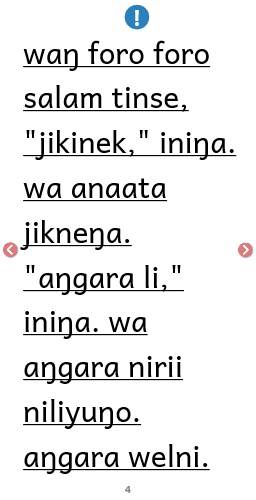 waŋ foro foro
salam tinse,
"jikinek," iniŋa.
wa anaata
jikneŋa.
"aŋgara li,"
iniŋa. wa
aŋgara nirii
niliyuŋo.
aŋgara welni.
4